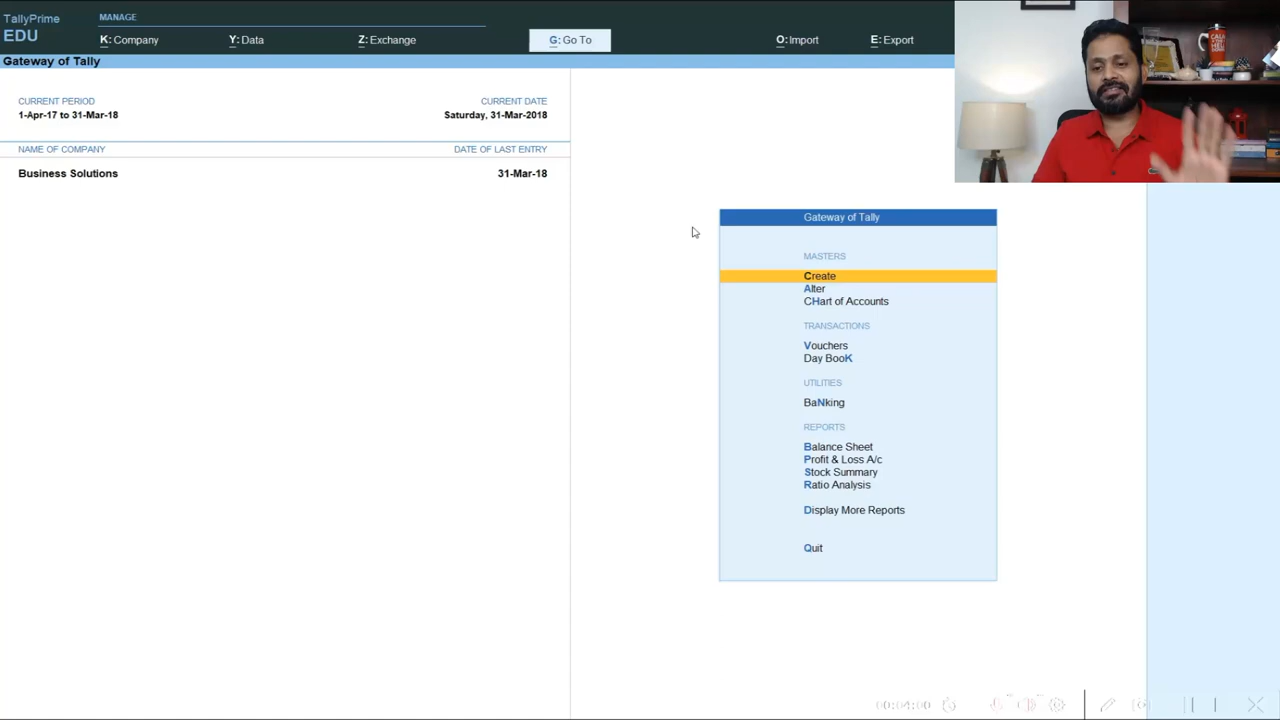 TallyPrime
EDU
MANAGE
K: Company
Y: Data
Z: Exchange
G: Go To
O: Import
E: Export
Gateway of Tally
CURRENT PERIOD
CURRENT DATE
1-Apr-17 to 31-Mar-18
Saturday, 31-Mar-2018
NAME OF COMPANY
DATE OF LAST ENTRY
Business Solutions
31-Mar-18
Gateway of Tally
MASTERS
Create
Alter
CHart of Accounts
TRANSACTIONS
Vouchers
Day BooK
UTILITIES
BaNking
REPORTS
Balance Sheet
Profit & Loss A/c
Stock Summary
Ratio Analysis
Display More Reports
Quit
00:04:00